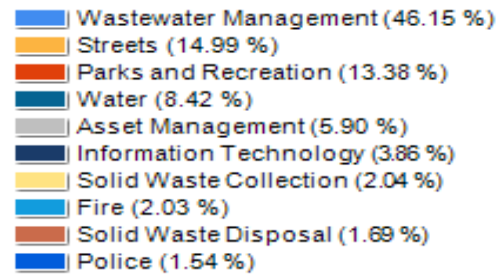 Wastewater Management (46.15 %)
Streets (14.99 %)
Parks and Recreation (13.38 %)
Water (8.42 %)
Asset Management (5.90 %)
Information Technology (3.86 %)
Solid Waste Collection (2.04 %)
Fire (2.03 %)
Solid Waste Disposal (1.69 %)
Police (1.54 %)